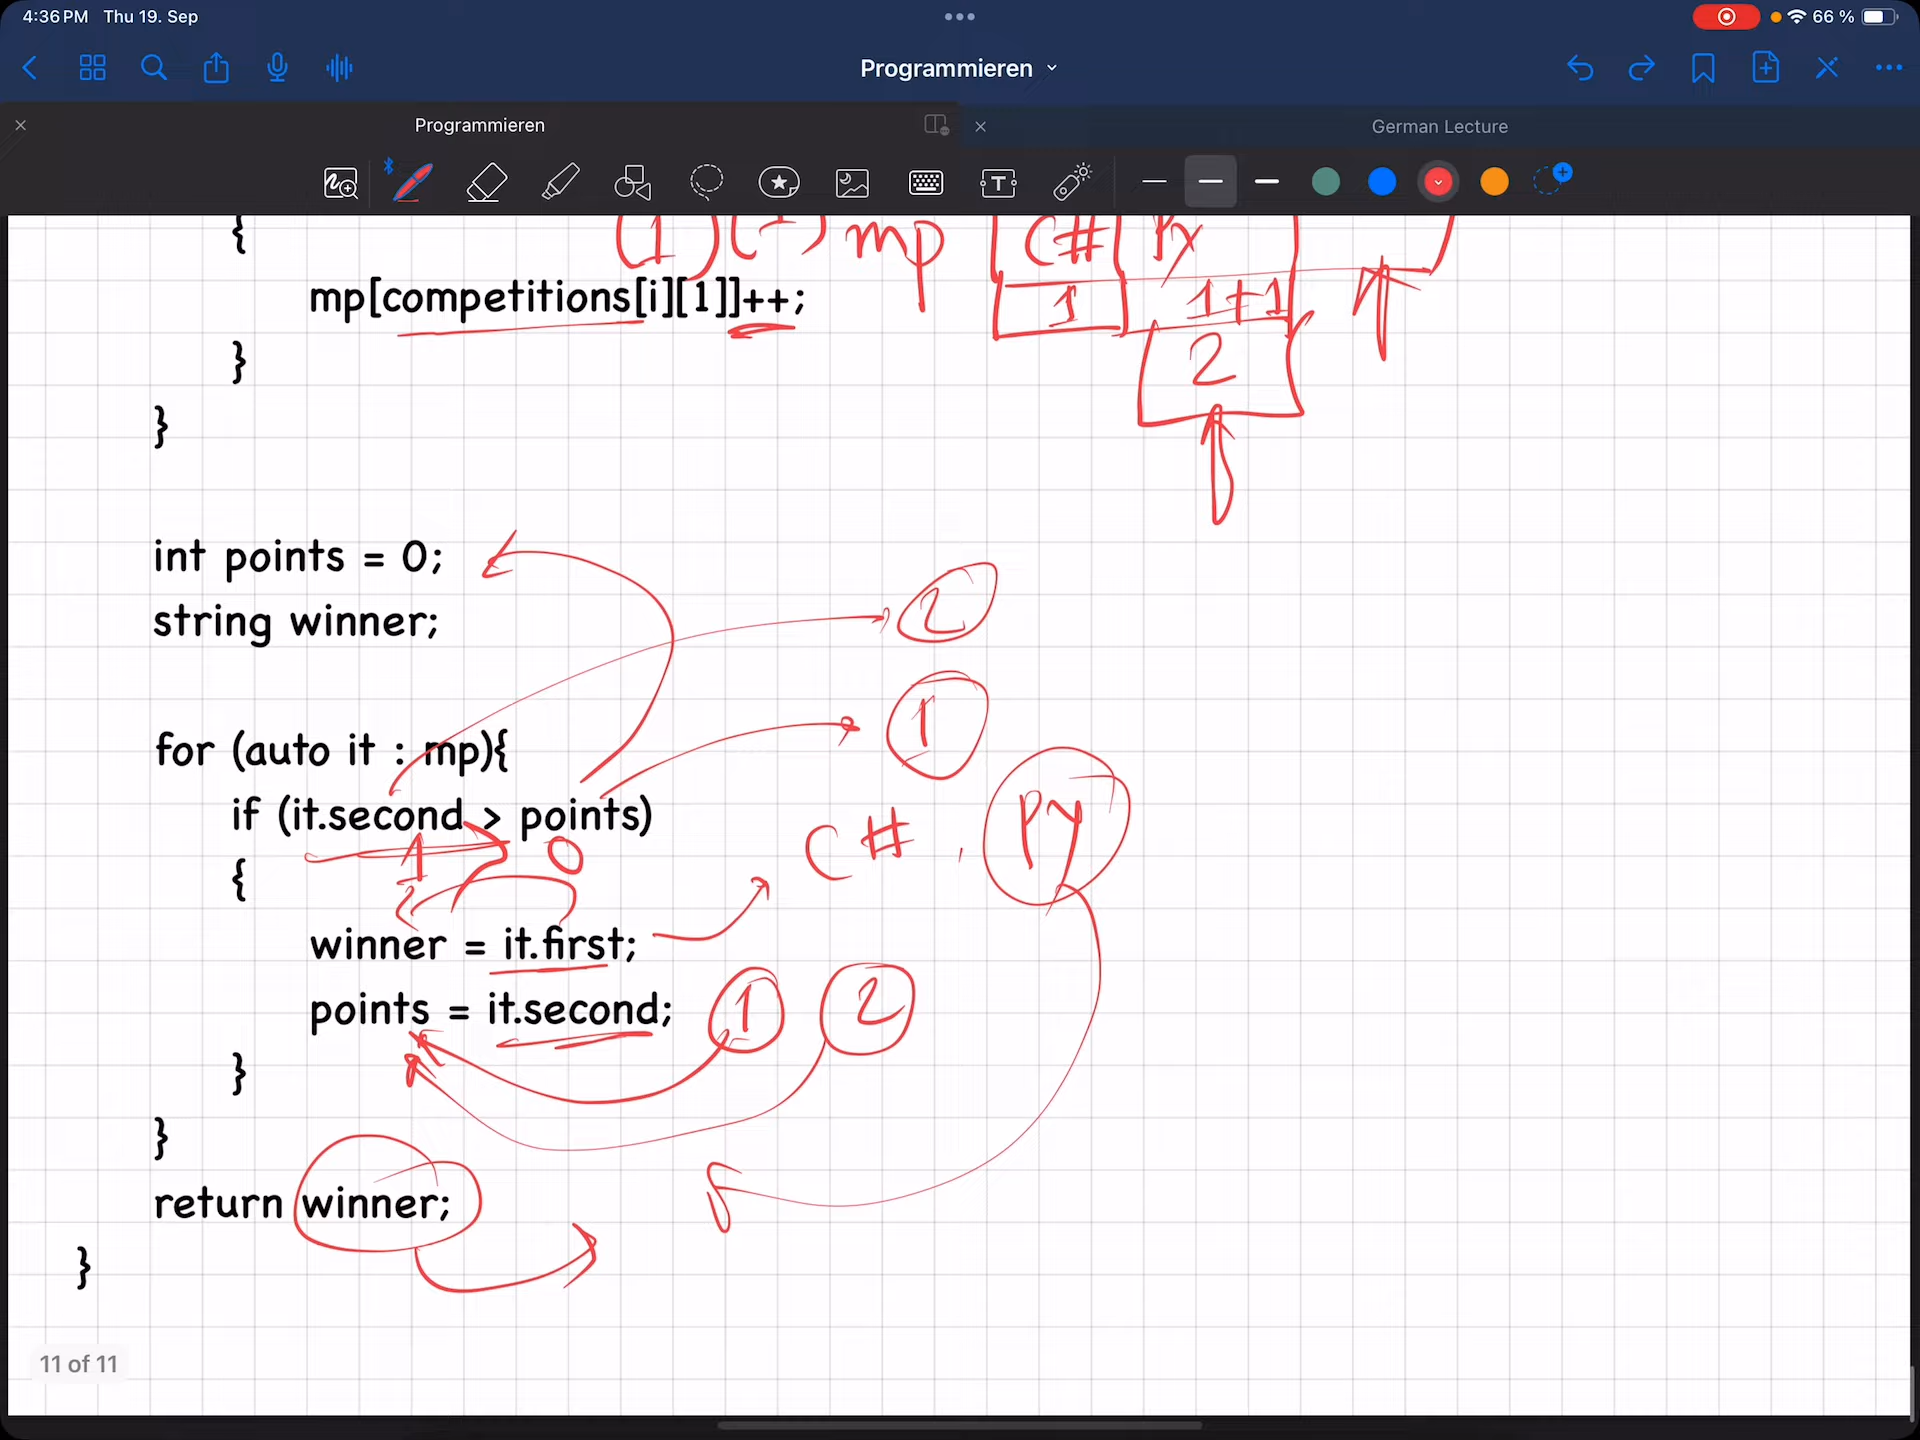 4:36 PM Thu 19. Sep
66 %
Programmieren
Programmieren
German Lecture
{ (1) mp C# Py
mp[competitions[i][1]]++; 1 1+1
} 2
}
int points = 0;
string winner; 2
1
for (auto it : mp){
if (it.second > points)
1 0 C# Py
{ 2
winner = it.first;
points = it.second; 1 2
}
}
return winner;
}
11 of 11